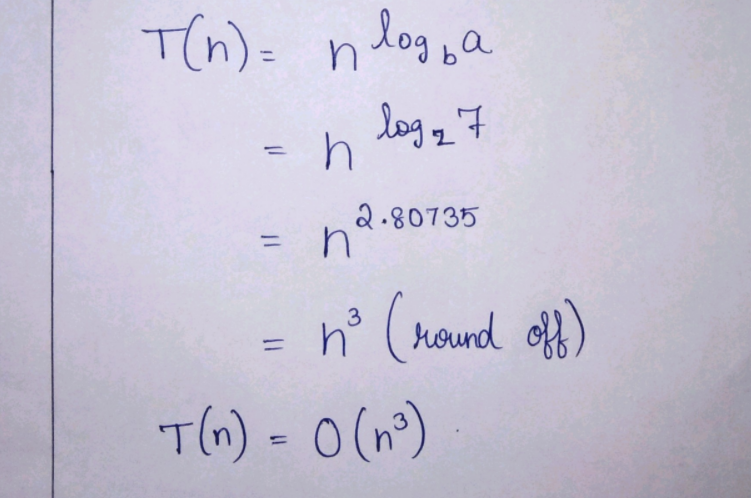 T(n) = n^log_b a
= n^log_2 7
= n^2.80735
= n^3 (round off)
T(n) = O(n^3)